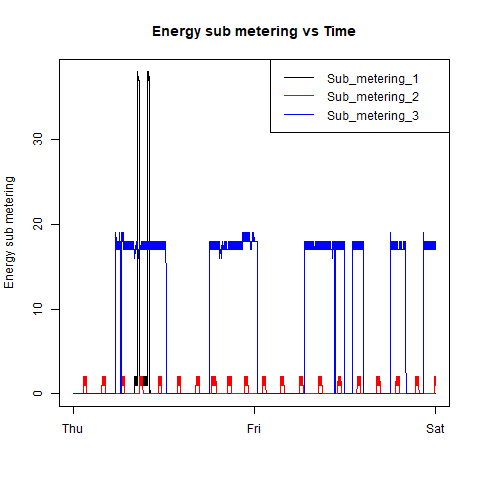 Energy sub metering vs Time
Sub_metering_1
Sub_metering_2
Sub_metering_3
Energy sub metering
30
20
10
0
Thu
Fri
Sat